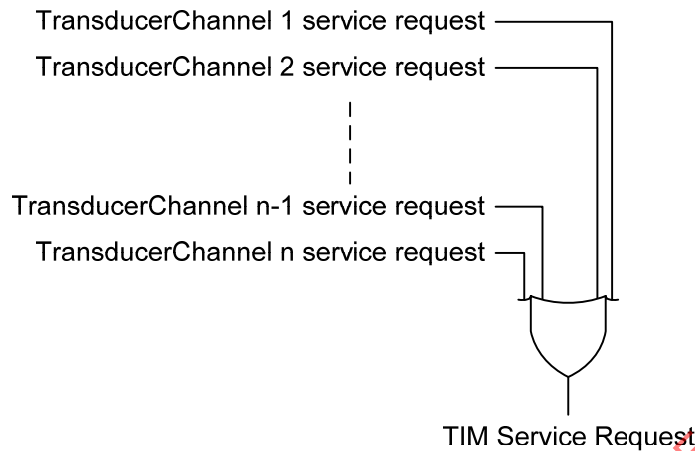 TransducerChannel 1 service request
TransducerChannel 2 service request
TransducerChannel n-1 service request
TransducerChannel n service request
TIM Service Request